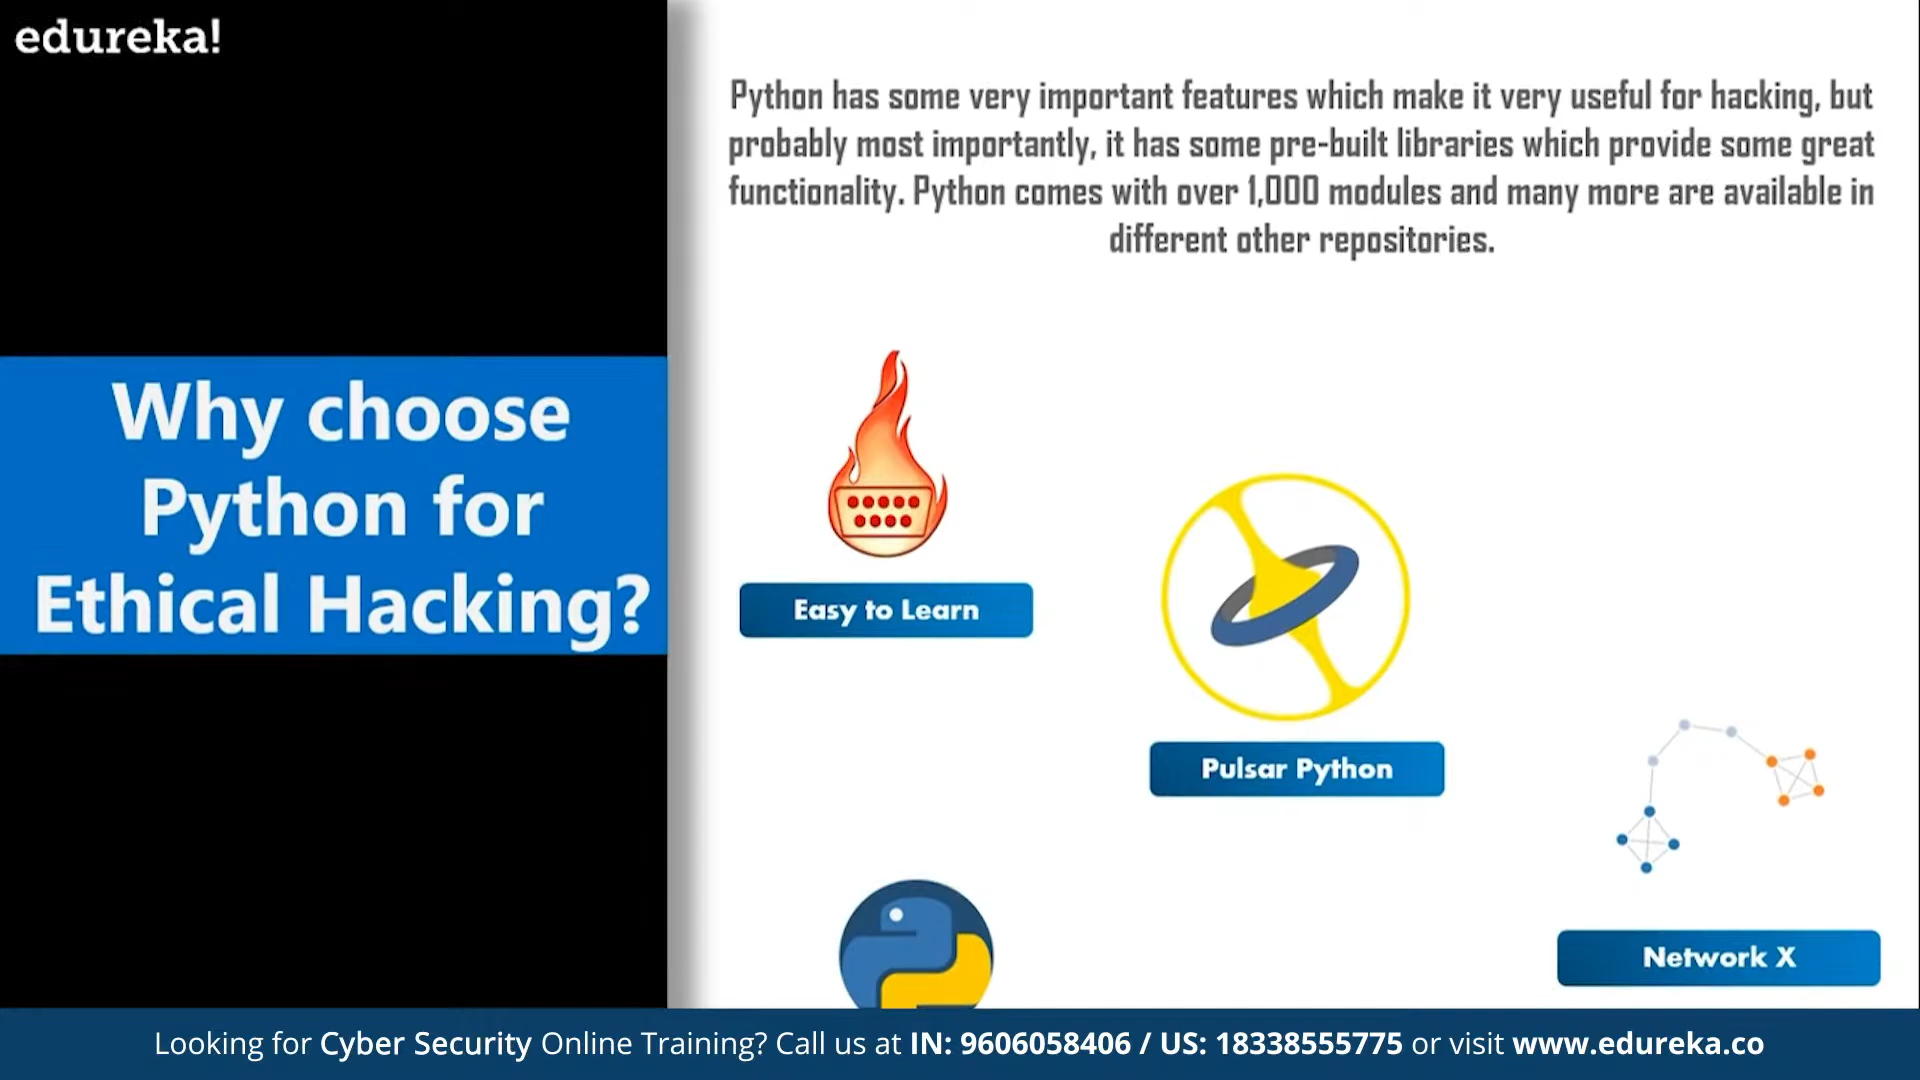 edureka!
Why choose
Python for
Ethical Hacking?
Python has some very important features which make it very useful for hacking, but
probably most importantly, it has some pre-built libraries which provide some great
functionality. Python comes with over 1,000 modules and many more are available in
different other repositories.
Easy to Learn
Pulsar Python
Network X
Looking for Cyber Security Online Training? Call us at IN: 9606058406 / US: 18338555775 or visit www.edureka.co